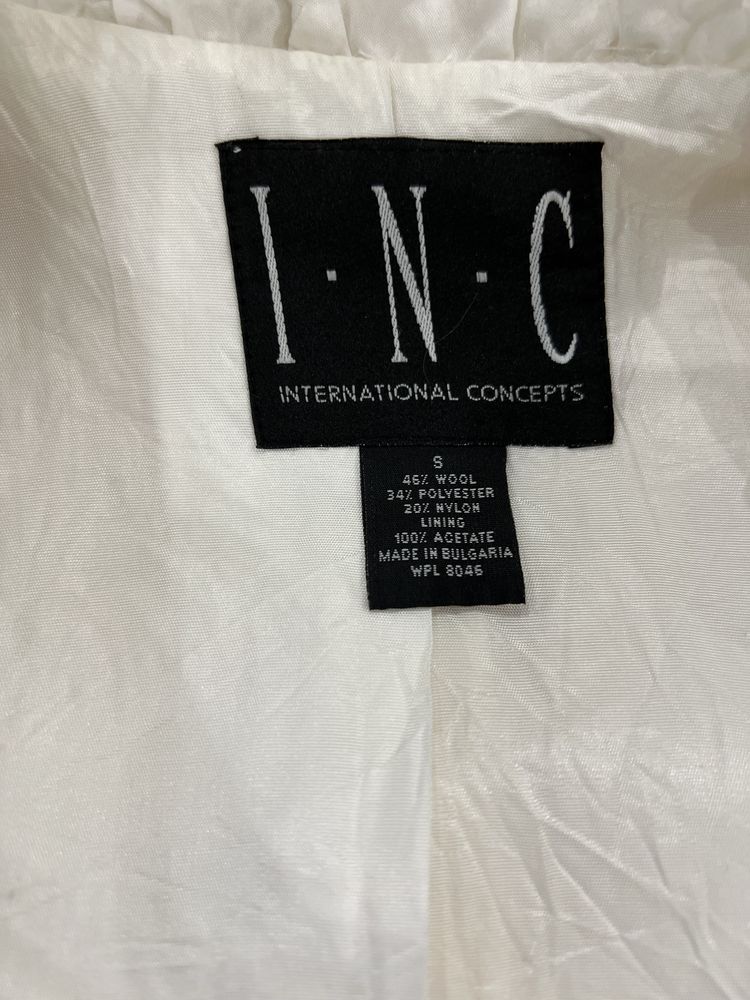 I·N·C
INTERNATIONAL CONCEPTS
S
46% WOOL
34% POLYESTER
20% NYLON
LINING
100% ACETATE
MADE IN BULGARIA
WPL 8046